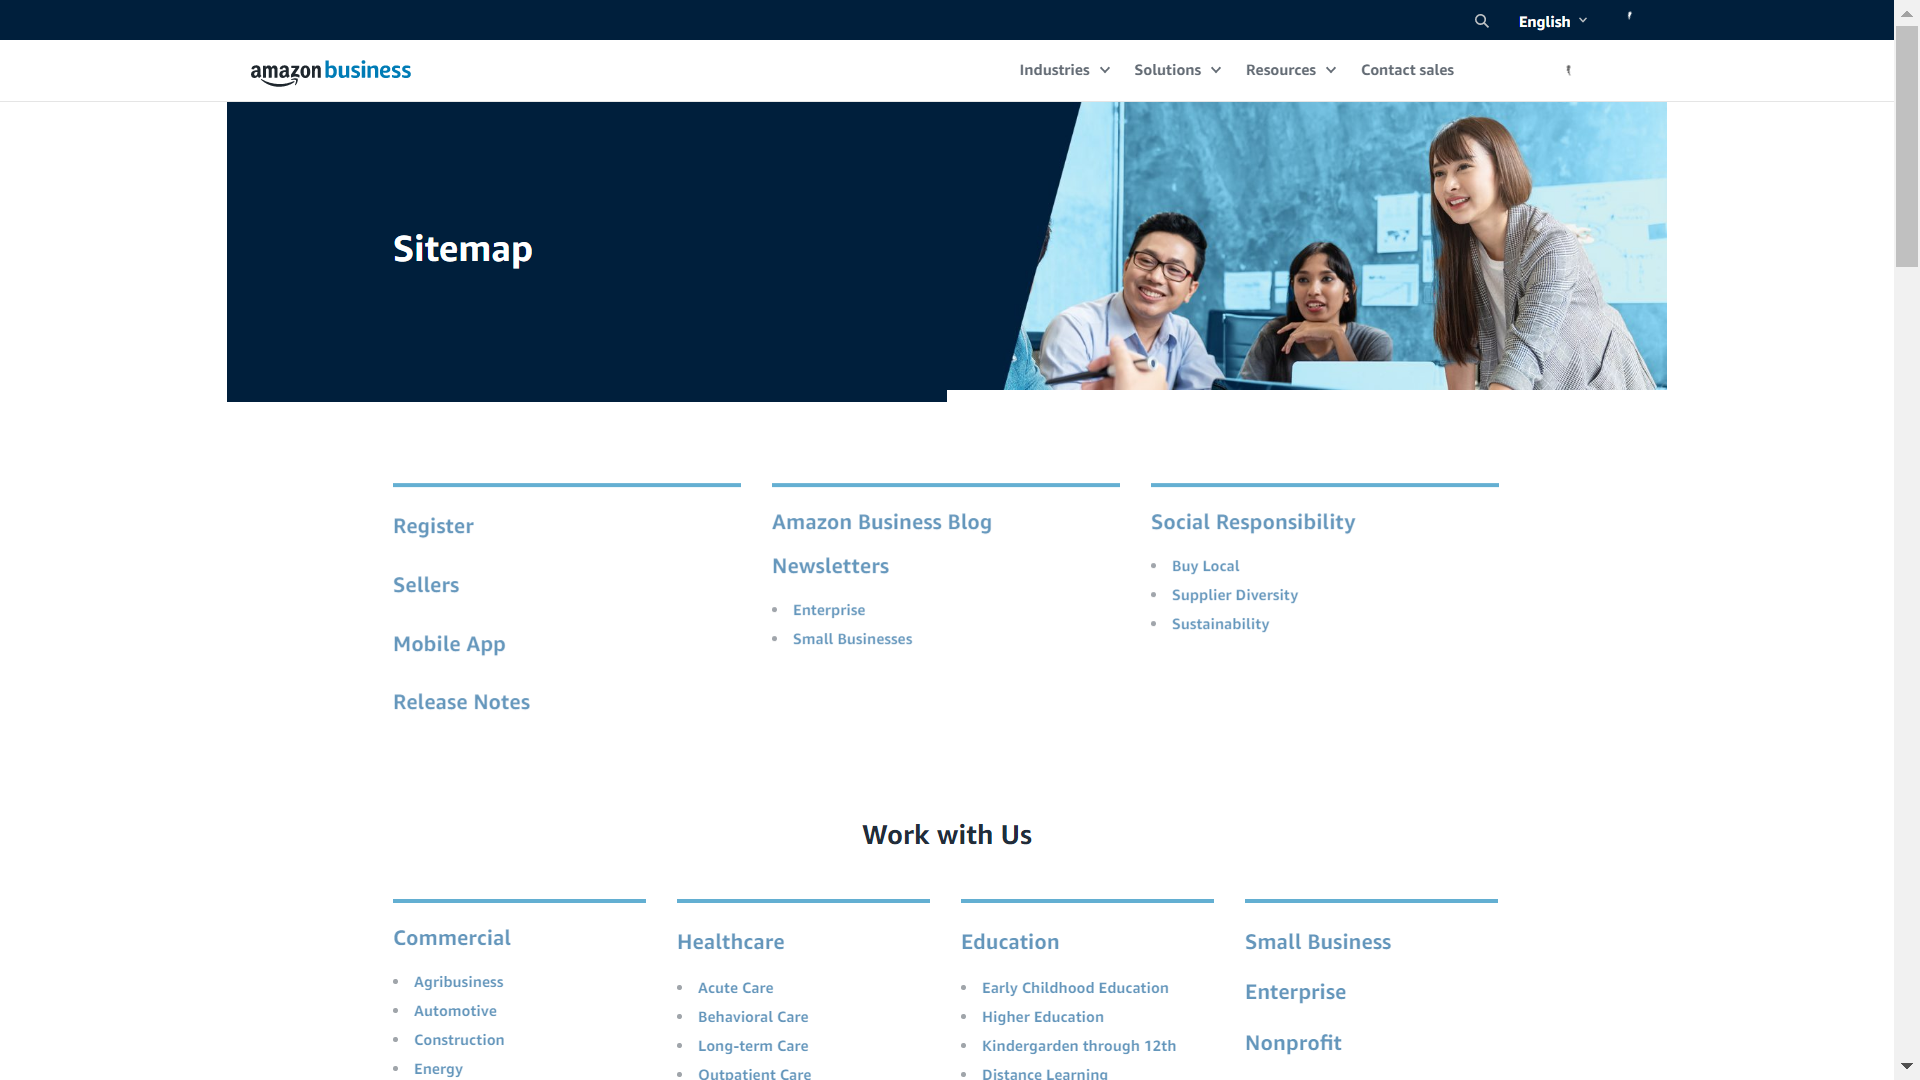 English
amazon business
Industries
Solutions
Resources
Contact sales
Sitemap
Register
Sellers
Mobile App
Release Notes
Amazon Business Blog
Newsletters
Enterprise
Small Businesses
Social Responsibility
Buy Local
Supplier Diversity
Sustainability
Work with Us
Commercial
Agribusiness
Automotive
Construction
Energy
Healthcare
Acute Care
Behavioral Care
Long-term Care
Outpatient Care
Education
Early Childhood Education
Higher Education
Kindergarden through 12th
Distance Learning
Small Business
Enterprise
Nonprofit